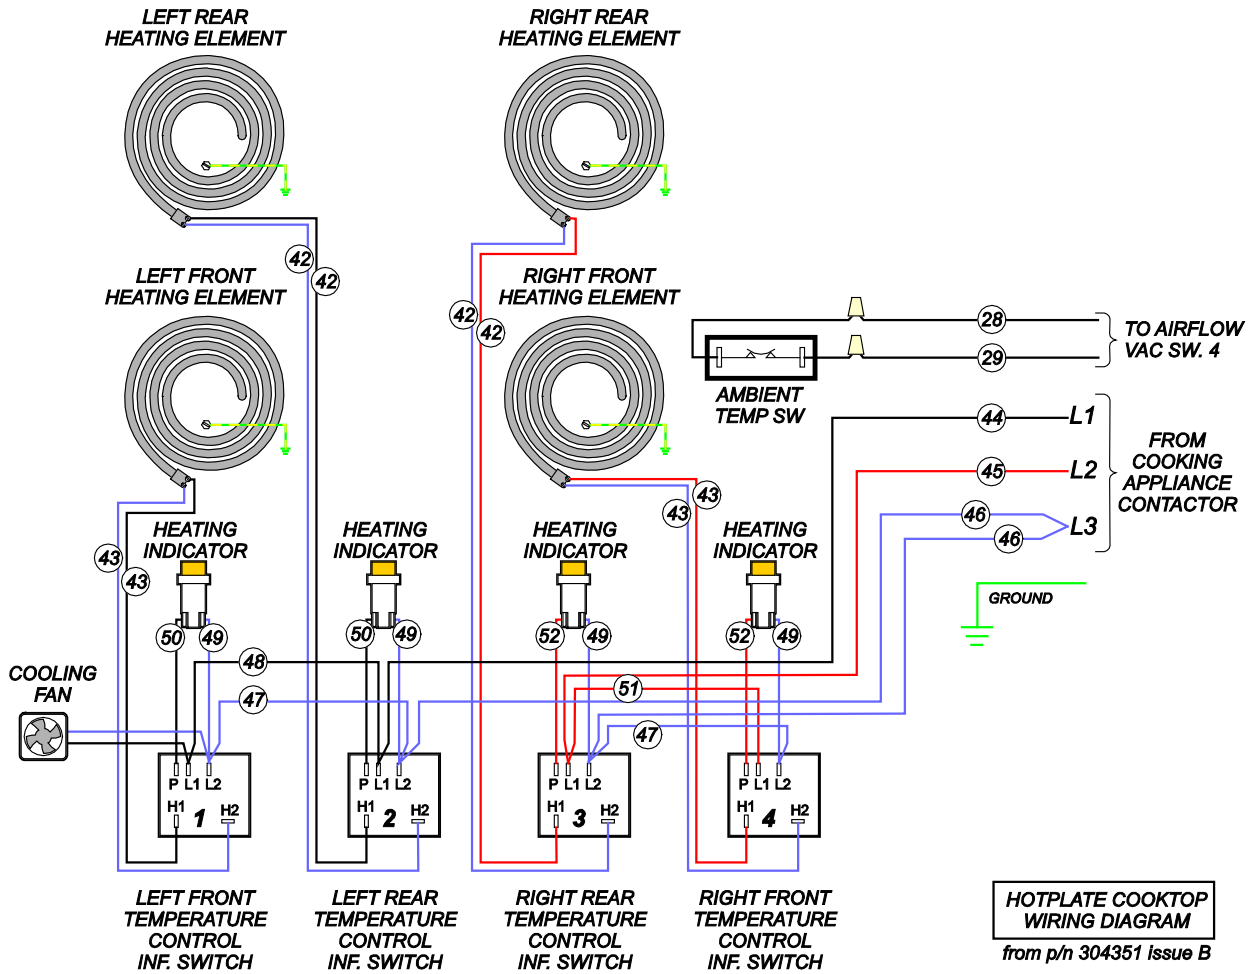 LEFT REAR
HEATING ELEMENT
RIGHT REAR
HEATING ELEMENT
42
42
LEFT FRONT
HEATING ELEMENT
RIGHT FRONT
HEATING ELEMENT
42
42
28
29
TO AIRFLOW
VAC SW. 4
AMBIENT
TEMP SW
44
L1
45
L2
46
46
L3
FROM
COOKING
APPLIANCE
CONTACTOR
43
43
43
43
HEATING
INDICATOR
HEATING
INDICATOR
HEATING
INDICATOR
HEATING
INDICATOR
GROUND
50
49
50
49
52
49
52
49
48
47
51
47
COOLING
FAN
P L1 L2
H1 1 H2
P L1 L2
H1 2 H2
P L1 L2
H1 3 H2
P L1 L2
H1 4 H2
LEFT FRONT
TEMPERATURE
CONTROL
INF. SWITCH
LEFT REAR
TEMPERATURE
CONTROL
INF. SWITCH
RIGHT REAR
TEMPERATURE
CONTROL
INF. SWITCH
RIGHT FRONT
TEMPERATURE
CONTROL
INF. SWITCH
HOTPLATE COOKTOP
WIRING DIAGRAM
from p/n 304351 issue B